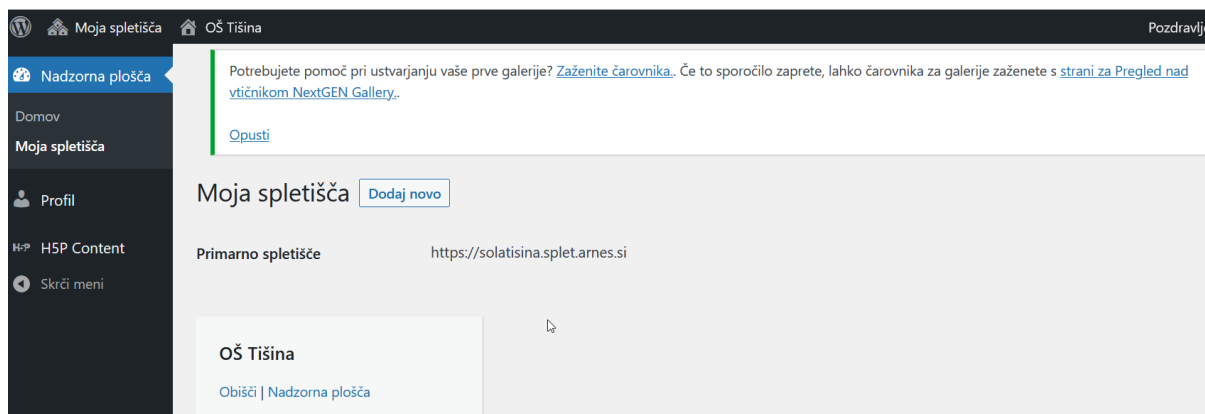 Moja spletišča OŠ Tišina Pozdravlje
Nadzorna plošča
Domov
Moja spletišča
Profil
H5P H5P Content
Skrči meni
Potrebujete pomoč pri ustvarjanju vaše prve galerije? Zaženite čarovnika.. Če to sporočilo zaprete, lahko čarovnika za galerije zaženete s strani za Pregled nad
vtičnikom NextGEN Gallery..
Opusti
Moja spletišča Dodaj novo
Primarno spletišče https://solatisina.splet.arnes.si
OŠ Tišina
Obišči | Nadzorna plošča